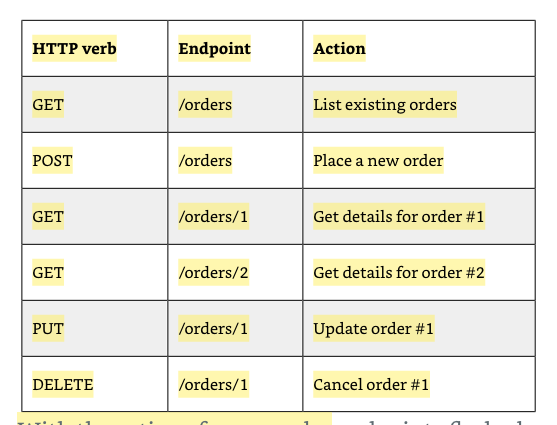 HTTP verb Endpoint Action
GET /orders List existing orders
POST /orders Place a new order
GET /orders/1 Get details for order #1
GET /orders/2 Get details for order #2
PUT /orders/1 Update order #1
DELETE /orders/1 Cancel order #1